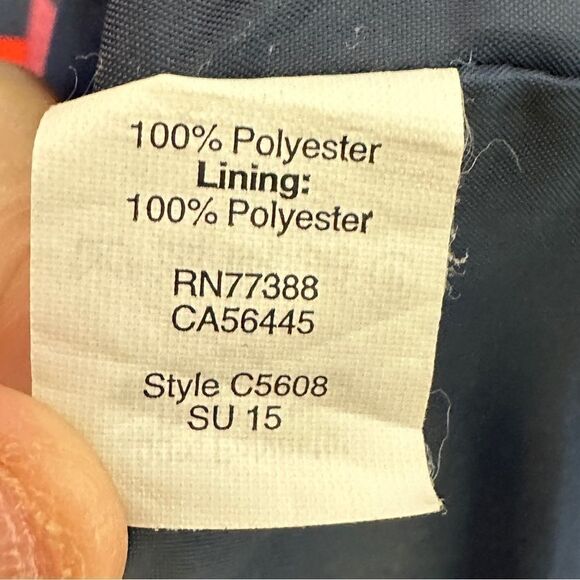 100% Polyester
Lining:
100% Polyester
RN77388
CA56445
Style C5608
SU 15